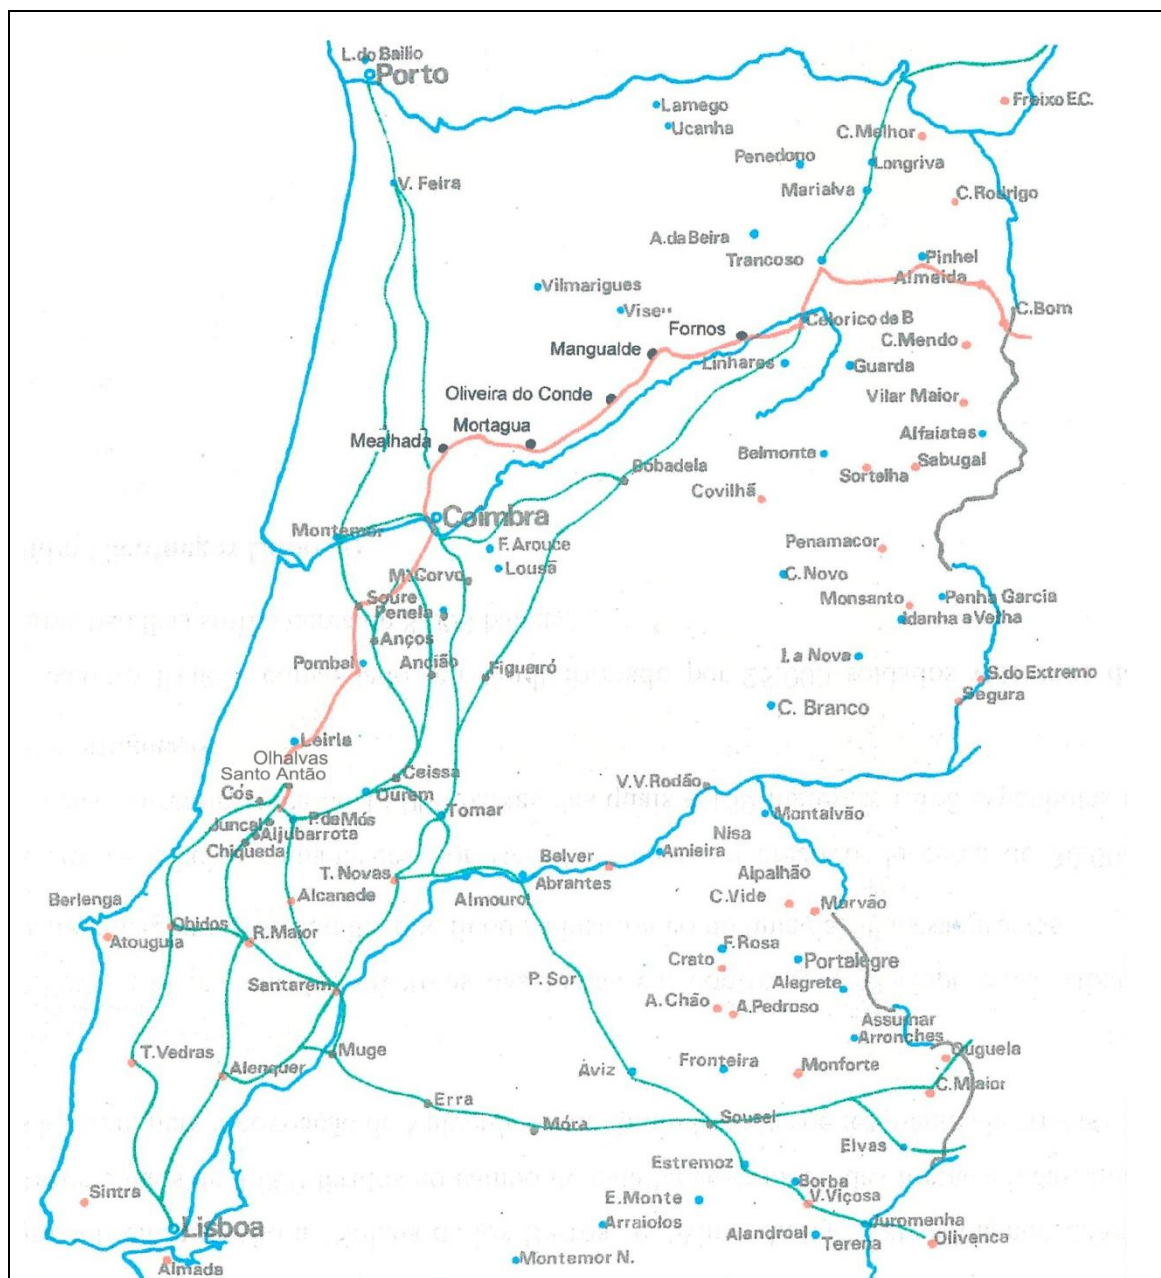 L.do Bailio
Porto
Lamego
Ucanha
Freixo E.C.
C.Melhor
Penedono
Longriva
V. Feira
Marialva
C.Rodrigo
A.da Beira
Trancoso
Pinhel
Almeida
Vilmarigues
Viseu
C.Bom
Fornos
Celorico de B
Mangualde
C.Mendo
Linhares
Guarda
Oliveira do Conde
Vilar Maior
Mortagua
Mealhada
Alfaiates
Belmonte
Bobadela
Sortelha
Sabugal
Covilhã
Coimbra
Montemor
F.Arouce
Penamacor
Lousã
M.Corvo
C.Novo
Soure
Penela
Monsanto
Penha Garcia
Idanha a Velha
Anços
Pombal
Ancião
Figueiró
I.a Nova
S.do Extremo
Segura
C. Branco
Leiria
Olhalvas
Santo Antão
Ceissa
V.V.Rodão
Cós
Ourem
Juncal
P.de Mós
Tomar
Montalvão
Aljubarrota
Chiqueda
Nisa
Belver
Amieira
T. Novas
Abrantes
Alpalhão
Berlenga
Alcanede
Almourol
C.Vide
Marvão
Obidos
Atouguia
R.Maior
F.Rosa
Crato
Portalegre
Santarem
P. Sor
Alegrete
A. Chão
A.Pedroso
Assumar
Arronches
T.Vedras
Muge
Ouguela
Alenquer
Aviz
Fronteira
Monforte
C.Maior
Erra
Móra
Sousel
Elvas
Estremoz
Sintra
Borba
E.Monte
V.Viçosa
Lisboa
Arraiolos
Alandroal
Juromenha
Terena
Olivenca
Almada
Montemor N.